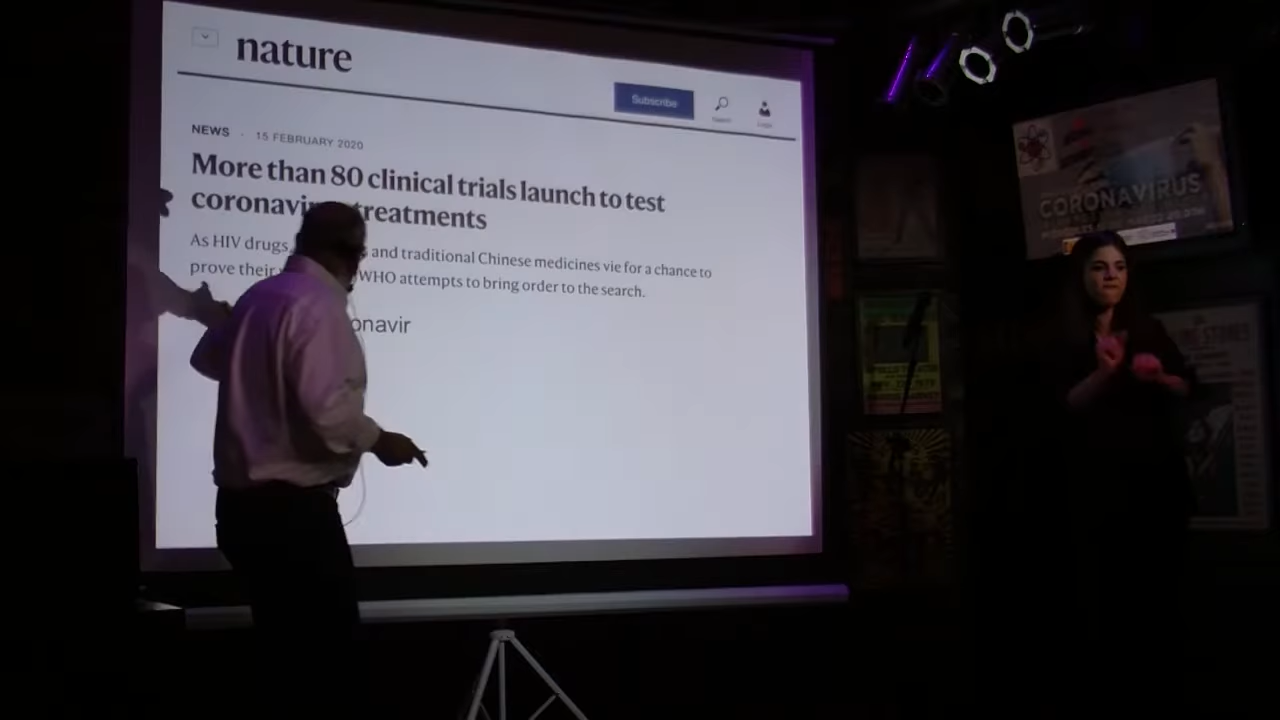 nature
Subscribe
NEWS · 15 FEBRUARY 2020
More than 80 clinical trials launch to test
treatments
As HIV drugs, and traditional Chinese medicines vie for a chance to
prove their WHO attempts to bring order to the search.
onavir
CORONAVIRUS